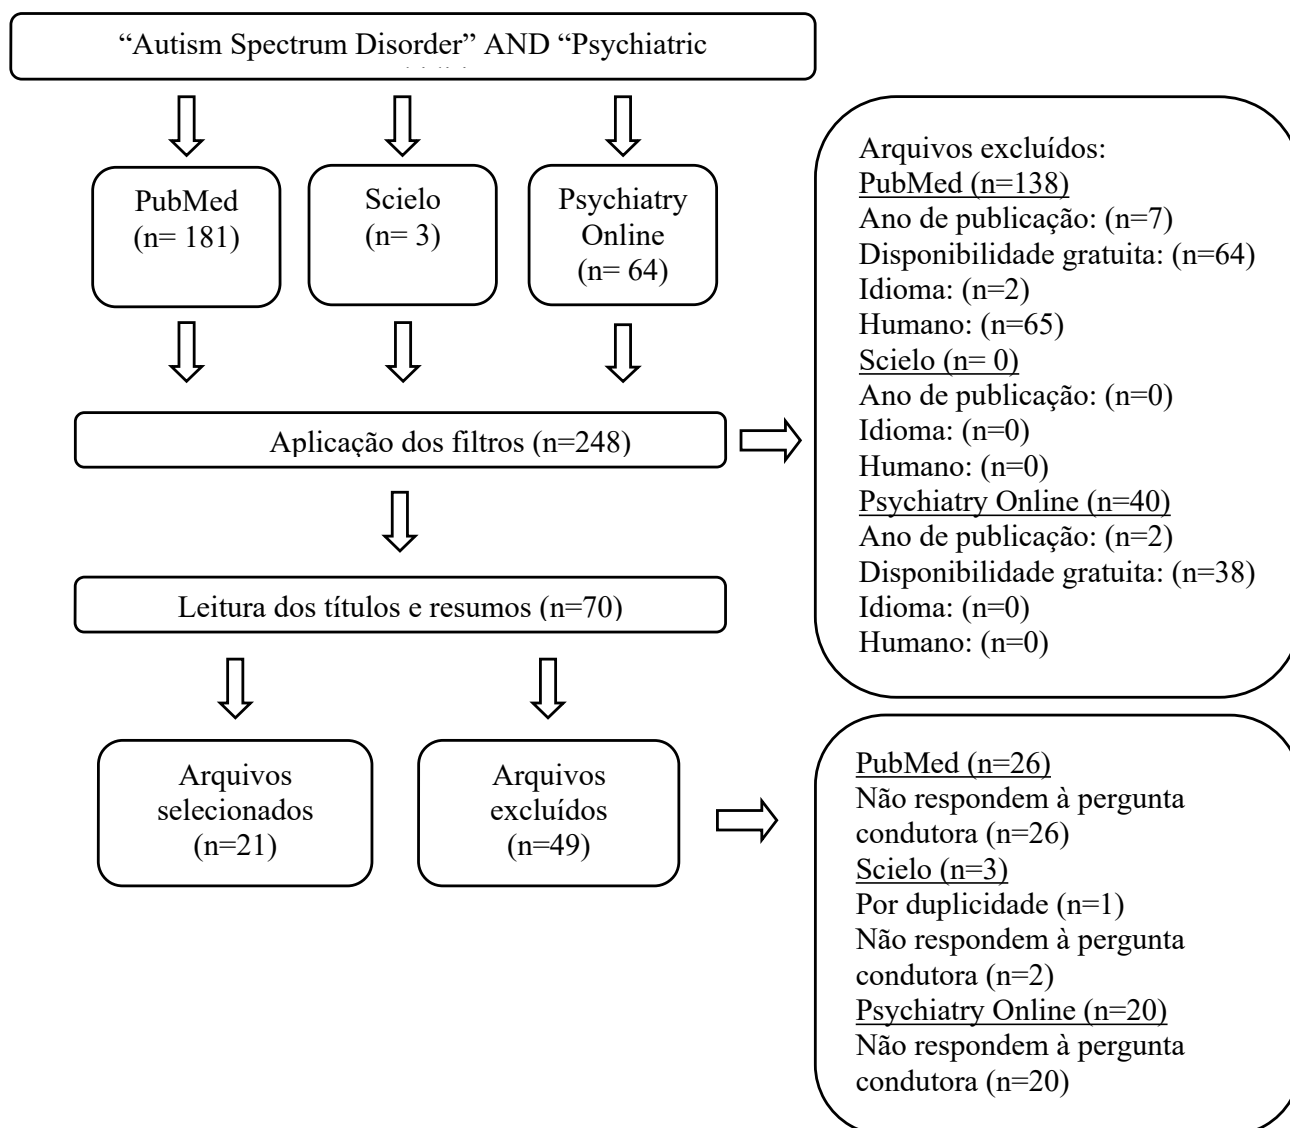 “Autism Spectrum Disorder” AND “Psychiatric
PubMed
(n= 181)
Scielo
(n= 3)
Psychiatry
Online
(n= 64)
Aplicação dos filtros (n=248)
Leitura dos títulos e resumos (n=70)
Arquivos
selecionados
(n=21)
Arquivos
excluídos
(n=49)
Arquivos excluídos:
PubMed (n=138)
Ano de publicação: (n=7)
Disponibilidade gratuita: (n=64)
Idioma: (n=2)
Humano: (n=65)
Scielo (n= 0)
Ano de publicação: (n=0)
Idioma: (n=0)
Humano: (n=0)
Psychiatry Online (n=40)
Ano de publicação: (n=2)
Disponibilidade gratuita: (n=38)
Idioma: (n=0)
Humano: (n=0)
PubMed (n=26)
Não respondem à pergunta
condutora (n=26)
Scielo (n=3)
Por duplicidade (n=1)
Não respondem à pergunta
condutora (n=2)
Psychiatry Online (n=20)
Não respondem à pergunta
condutora (n=20)